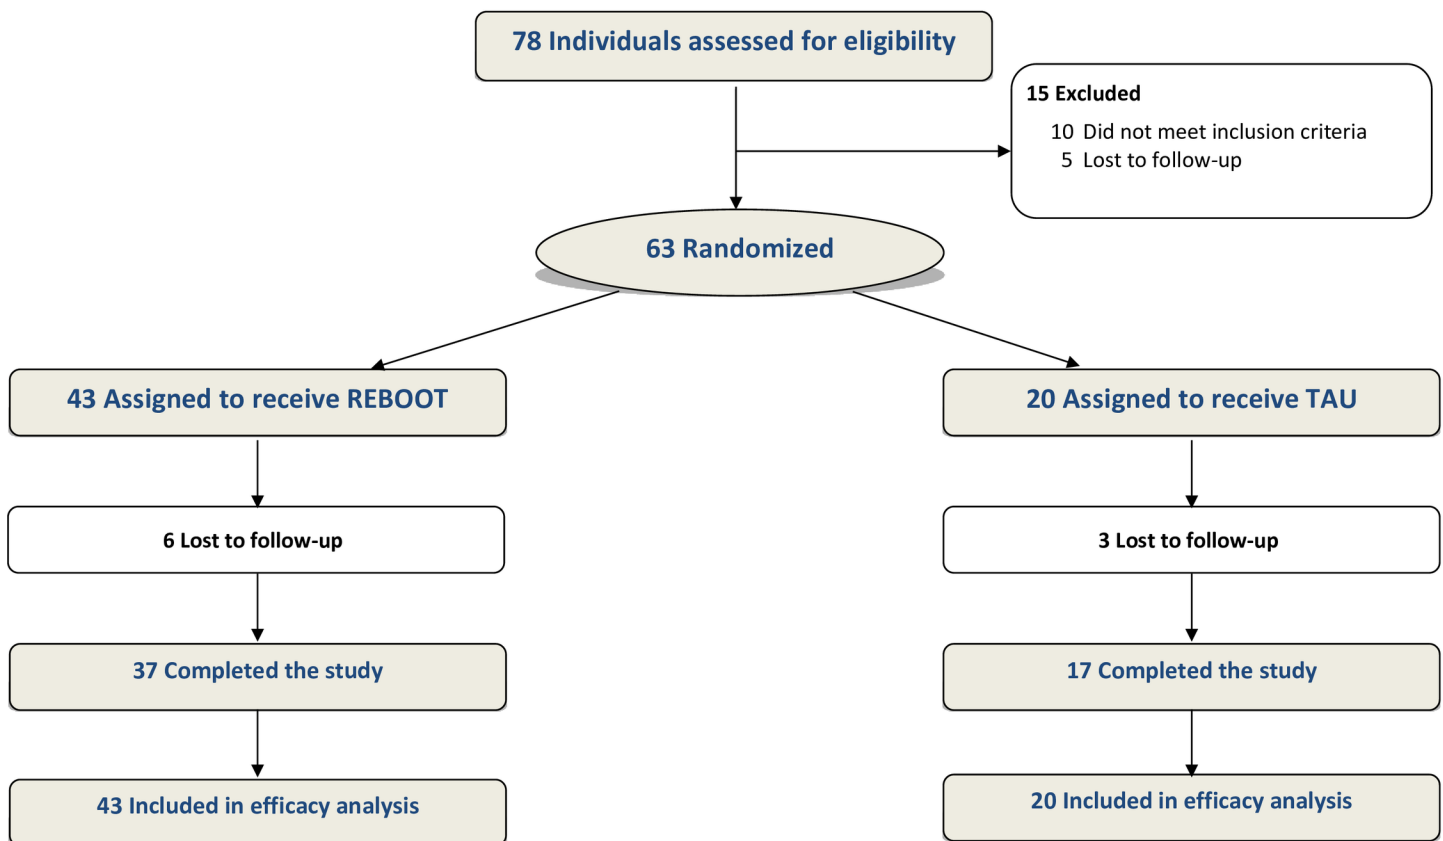 78 Individuals assessed for eligibility
15 Excluded
10 Did not meet inclusion criteria
5 Lost to follow-up
63 Randomized
43 Assigned to receive REBOOT
20 Assigned to receive TAU
6 Lost to follow-up
3 Lost to follow-up
37 Completed the study
17 Completed the study
43 Included in efficacy analysis
20 Included in efficacy analysis